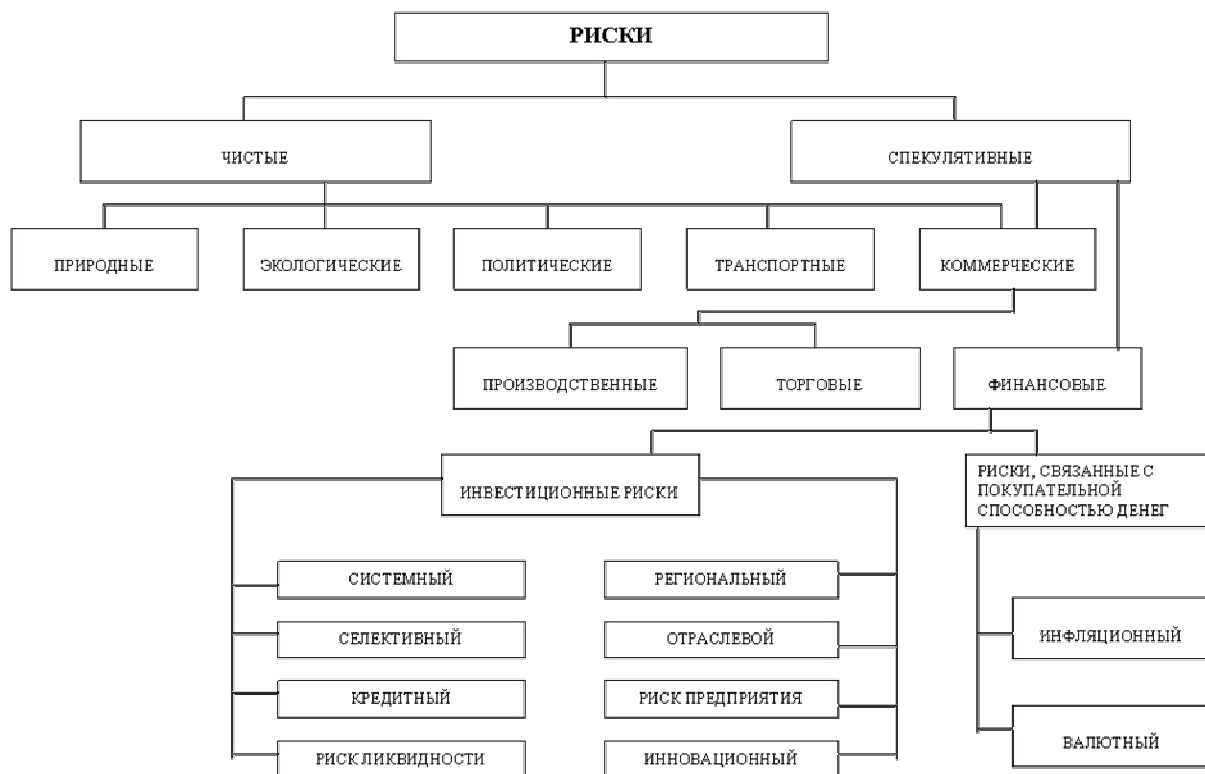 РИСКИ
ЧИСТЫЕ
СПЕКУЛЯТИВНЫЕ
ПРИРОДНЫЕ
ЭКОЛОГИЧЕСКИЕ
ПОЛИТИЧЕСКИЕ
ТРАНСПОРТНЫЕ
КОММЕРЧЕСКИЕ
ПРОИЗВОДСТВЕННЫЕ
ТОРГОВЫЕ
ФИНАНСОВЫЕ
ИНВЕСТИЦИОННЫЕ РИСКИ
РИСКИ, СВЯЗАННЫЕ С
ПОКУПАТЕЛЬНОЙ
СПОСОБНОСТЬЮ ДЕНЕГ
СИСТЕМНЫЙ
РЕГИОНАЛЬНЫЙ
СЕЛЕКТИВНЫЙ
ОТРАСЛЕВОЙ
ИНФЛЯЦИОННЫЙ
КРЕДИТНЫЙ
РИСК ПРЕДПРИЯТИЯ
РИСК ЛИКВИДНОСТИ
ИННОВАЦИОННЫЙ
ВАЛЮТНЫЙ